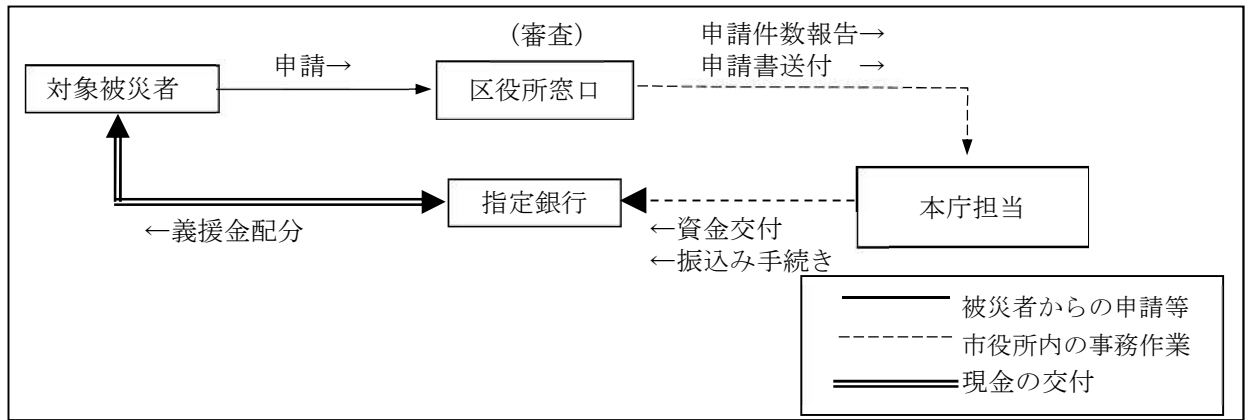 (審査)
申請件数報告→
申請→
申請書送付　→
対象被災者
区役所窓口
指定銀行
本庁担当
←義援金配分
←資金交付
←振込み手続き
被災者からの申請等
市役所内の事務作業
現金の交付